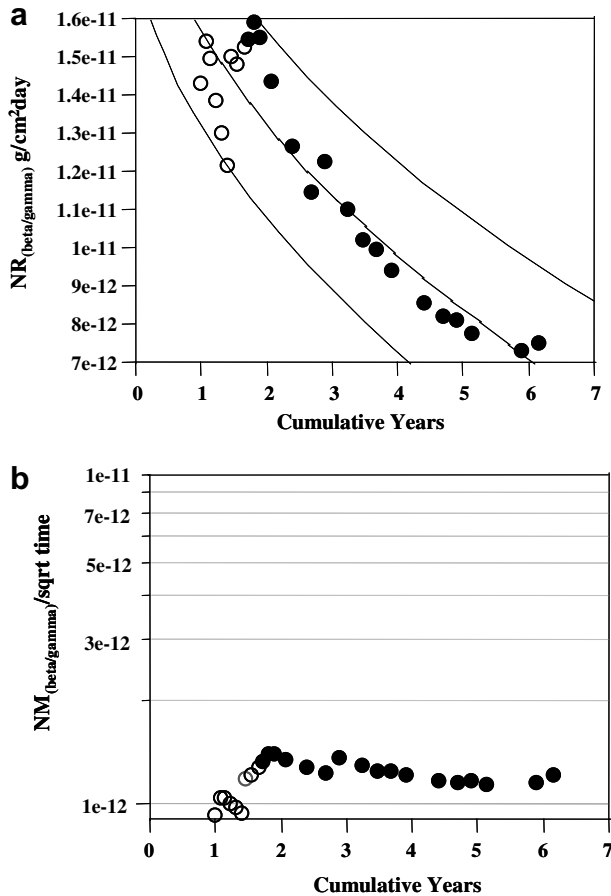 a
NR(beta/gamma) g/cm²day
1.6e-11
1.5e-11
1.4e-11
1.3e-11
1.2e-11
1.1e-11
1e-11
9e-12
8e-12
7e-12
0 1 2 3 4 5 6 7
Cumulative Years
b
NM(beta/gamma)/sqrt time
1e-11
7e-12
5e-12
3e-12
1e-12
0 1 2 3 4 5 6 7
Cumulative Years